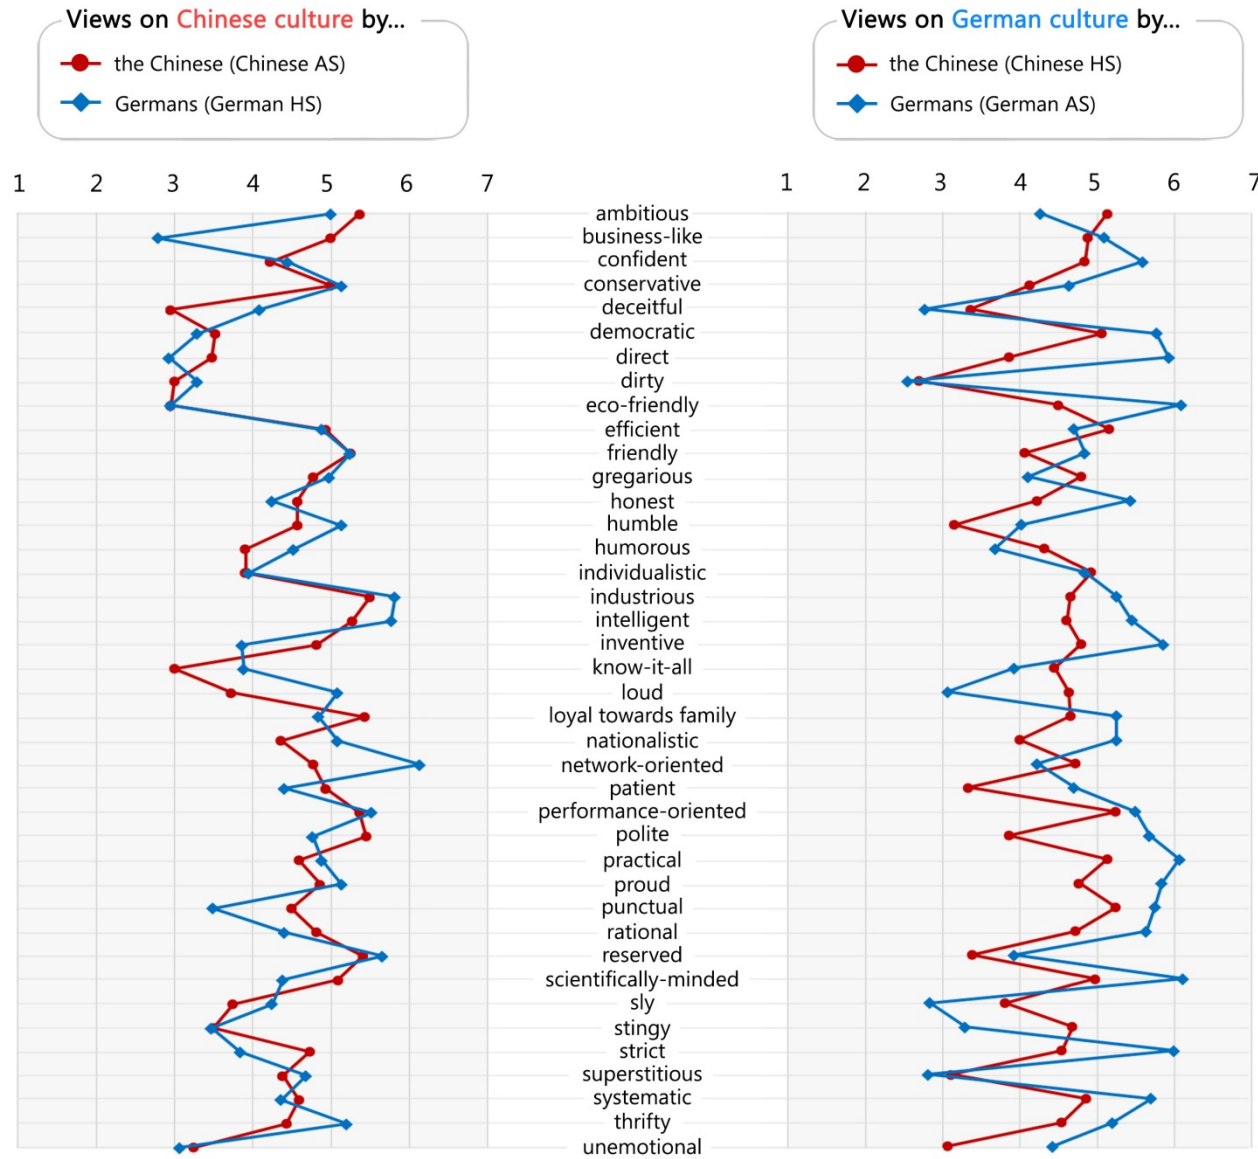 Views on Chinese culture by...
the Chinese (Chinese AS)
Germans (German HS)
Views on German culture by...
the Chinese (Chinese HS)
Germans (German AS)
1 2 3 4 5 6 7
1 2 3 4 5 6 7
ambitious
business-like
confident
conservative
deceitful
democratic
direct
dirty
eco-friendly
efficient
friendly
gregarious
honest
humble
humorous
individualistic
industrious
intelligent
inventive
know-it-all
loud
loyal towards family
nationalistic
network-oriented
patient
performance-oriented
polite
practical
proud
punctual
rational
reserved
scientifically-minded
sly
stingy
strict
superstitious
systematic
thrifty
unemotional